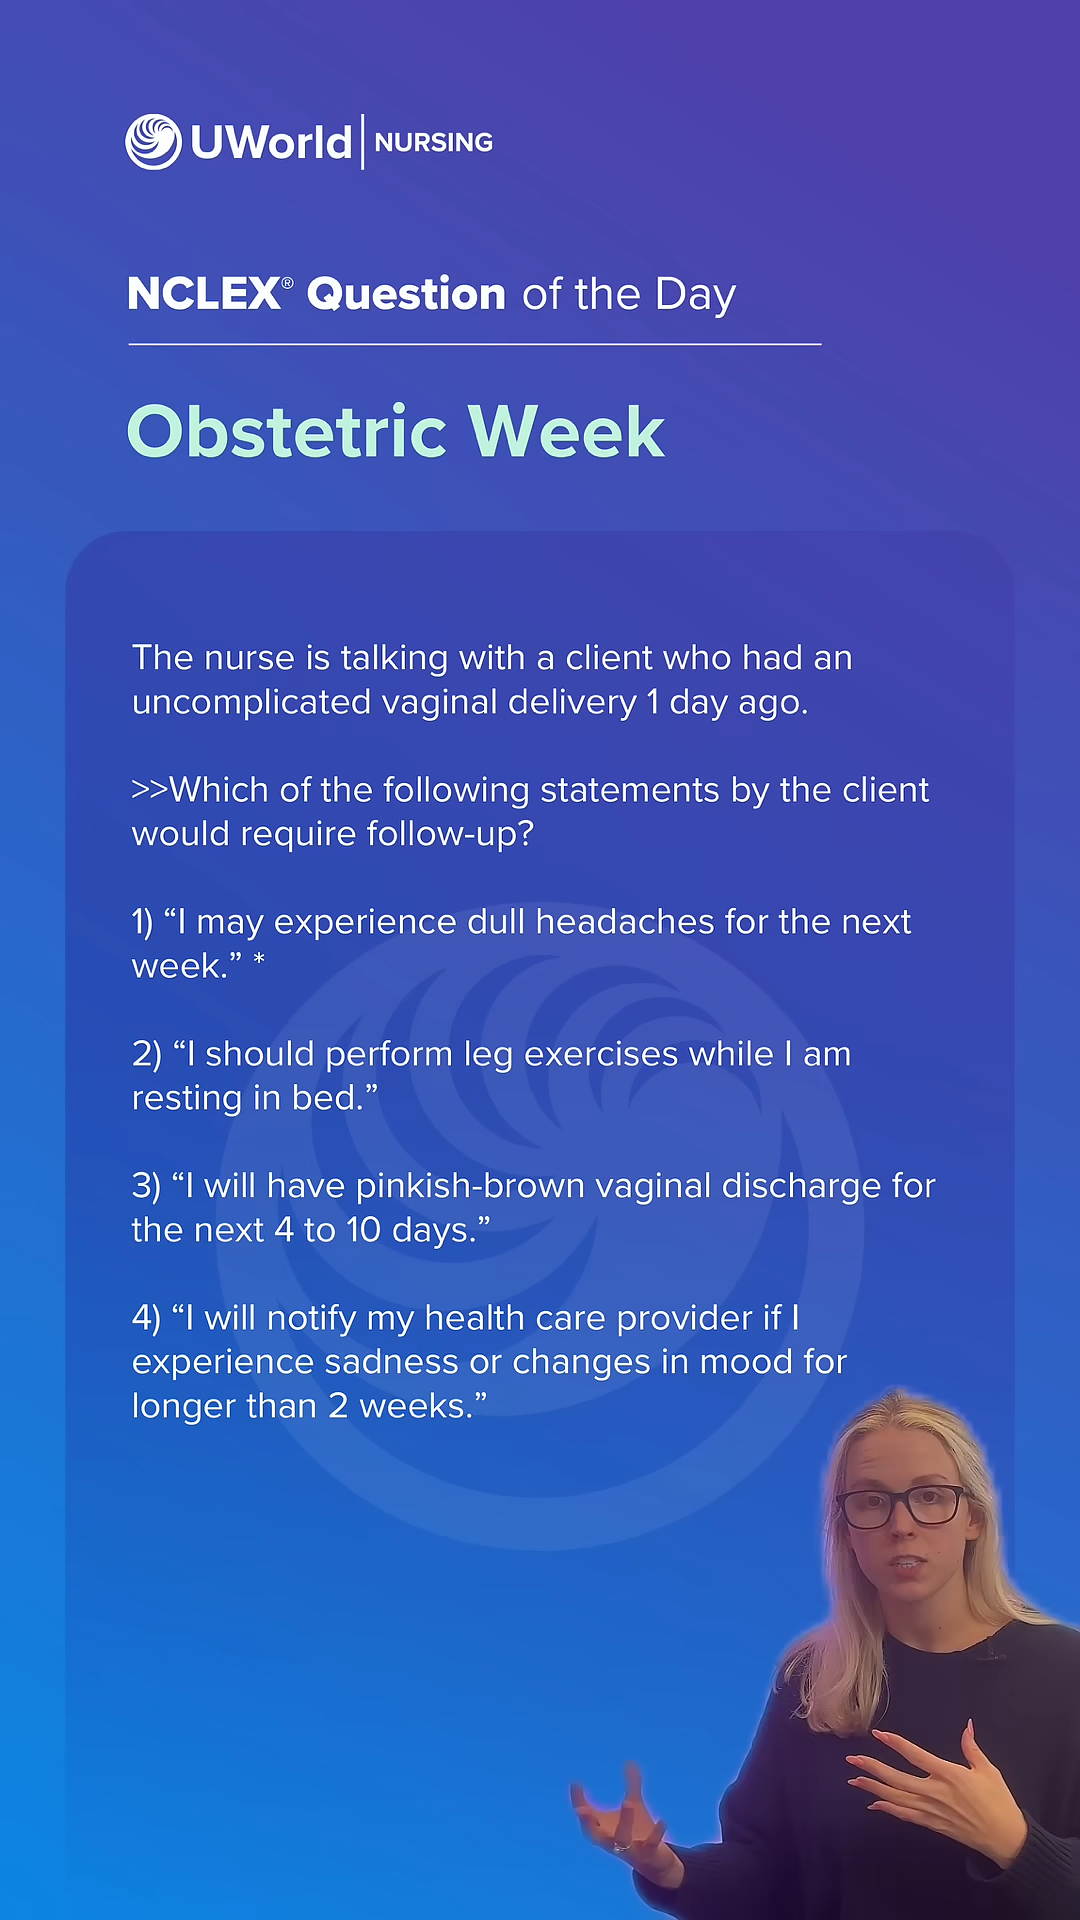 UWorld | NURSING
NCLEX® Question of the Day
Obstetric Week
The nurse is talking with a client who had an
uncomplicated vaginal delivery 1 day ago.
>>Which of the following statements by the client
would require follow-up?
1) “I may experience dull headaches for the next
week.” *
2) “I should perform leg exercises while I am
resting in bed.”
3) “I will have pinkish-brown vaginal discharge for
the next 4 to 10 days.”
4) “I will notify my health care provider if I
experience sadness or changes in mood for
longer than 2 weeks.”